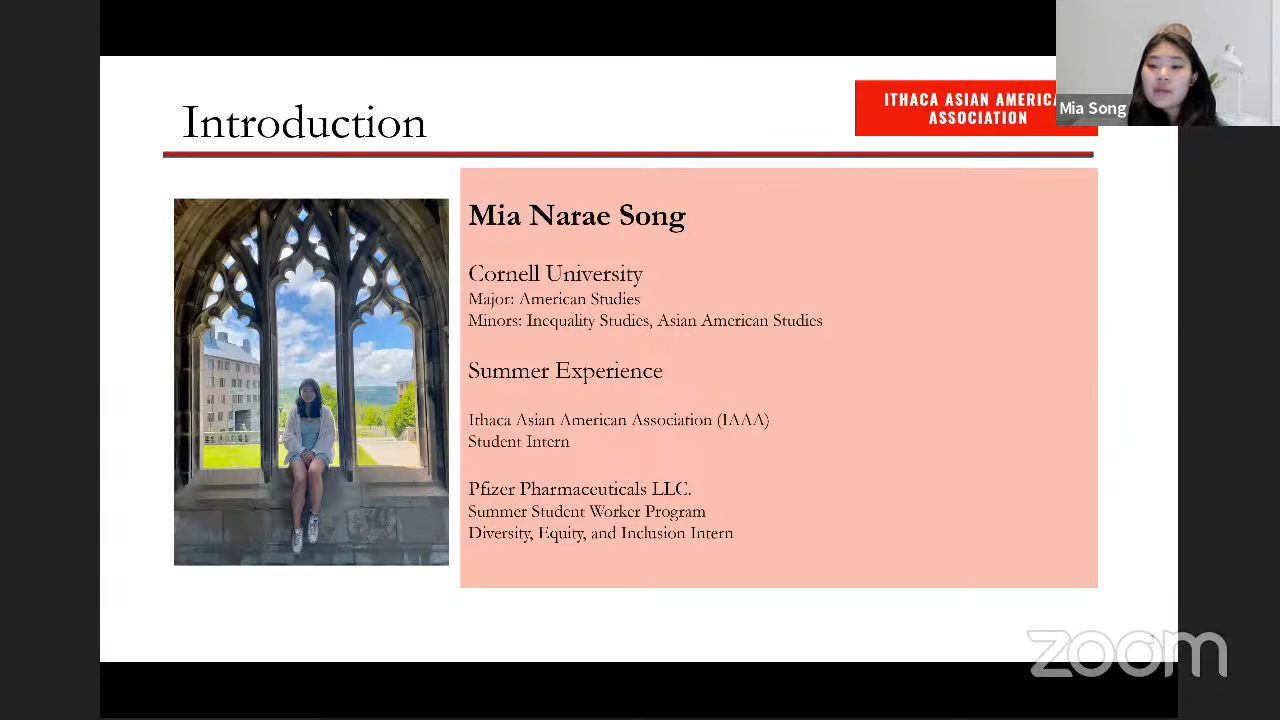 Introduction
ITHACA ASIAN AMERICA
ASSOCIATION
Mia Song
Mia Narae Song
Cornell University
Major: American Studies
Minors: Inequality Studies, Asian American Studies
Summer Experience
Ithaca Asian American Association (IAAA)
Student Intern
Pfizer Pharmaceuticals LLC.
Summer Student Worker Program
Diversity, Equity, and Inclusion Intern
zoom